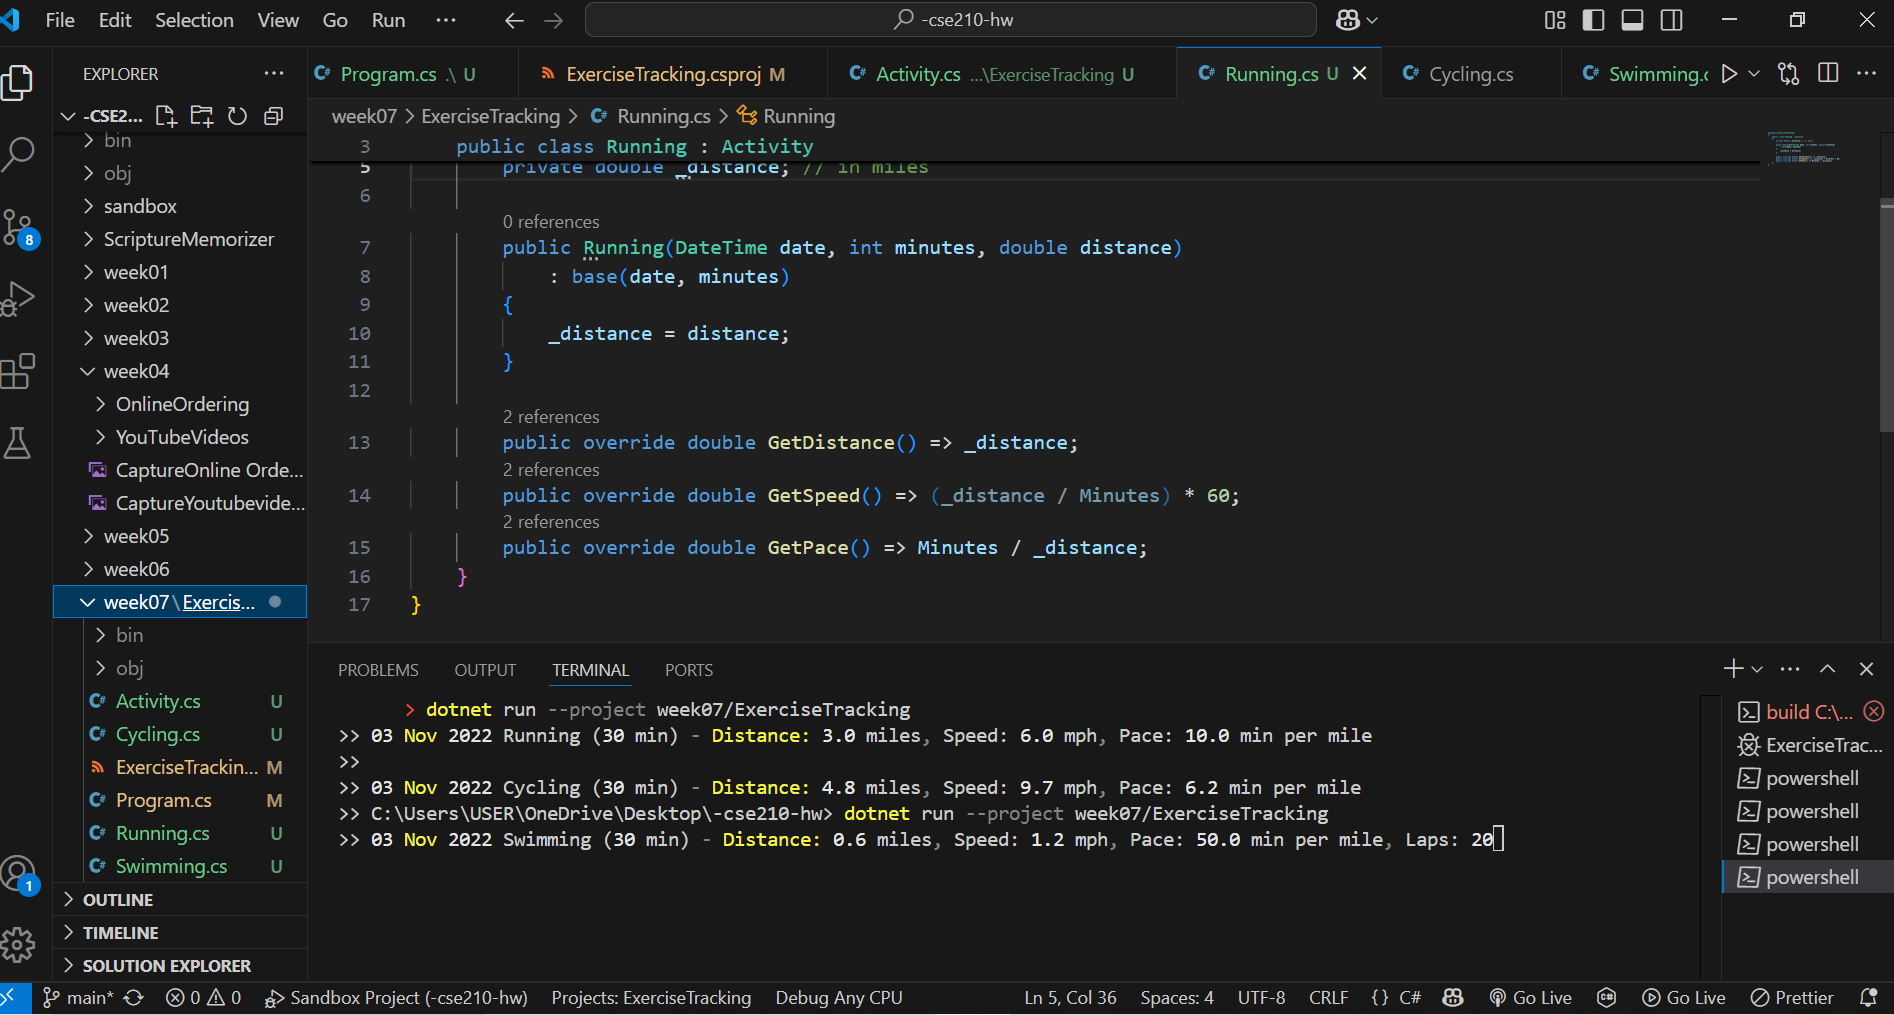 File Edit Selection View Go Run ··· -cse210-hw
EXPLORER ···
-CSE2...
bin
obj
sandbox
ScriptureMemorizer
week01
week02
week03
week04
OnlineOrdering
YouTubeVideos
CaptureOnline Orde...
CaptureYoutubevide...
week05
week06
week07\Exercis...
bin
obj
Activity.cs U
Cycling.cs U
ExerciseTrackin... M
Program.cs M
Running.cs U
Swimming.cs U
OUTLINE
TIMELINE
SOLUTION EXPLORER
8
1
Program.cs .\ U ExerciseTracking.csproj M Activity.cs ...\ExerciseTracking U Running.cs U Cycling.cs Swimming.c
week07 > ExerciseTracking > Running.cs > Running
3 public class Running : Activity
5 private double _distance; // in miles
6
0 references
7 public Running(DateTime date, int minutes, double distance)
8 : base(date, minutes)
9 {
10 _distance = distance;
11 }
12
2 references
13 public override double GetDistance() => _distance;
2 references
14 public override double GetSpeed() => (_distance / Minutes) * 60;
2 references
15 public override double GetPace() => Minutes / _distance;
16 }
17 }
PROBLEMS OUTPUT TERMINAL PORTS
> dotnet run --project week07/ExerciseTracking
>> 03 Nov 2022 Running (30 min) - Distance: 3.0 miles, Speed: 6.0 mph, Pace: 10.0 min per mile
>>
>> 03 Nov 2022 Cycling (30 min) - Distance: 4.8 miles, Speed: 9.7 mph, Pace: 6.2 min per mile
>> C:\Users\USER\OneDrive\Desktop\-cse210-hw> dotnet run --project week07/ExerciseTracking
>> 03 Nov 2022 Swimming (30 min) - Distance: 0.6 miles, Speed: 1.2 mph, Pace: 50.0 min per mile, Laps: 20
build C:\...
ExerciseTrac...
powershell
powershell
powershell
powershell
main* 0 0 Sandbox Project (-cse210-hw) Projects: ExerciseTracking Debug Any CPU Ln 5, Col 36 Spaces: 4 UTF-8 CRLF {} C# Go Live Go Live Prettier